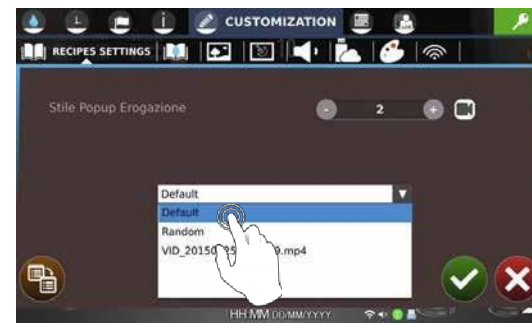 CUSTOMIZATION
RECIPES SETTINGS
Stile Popup Erogazione
2
Default
Default
Random
HH:MM DD/MM/YYYY